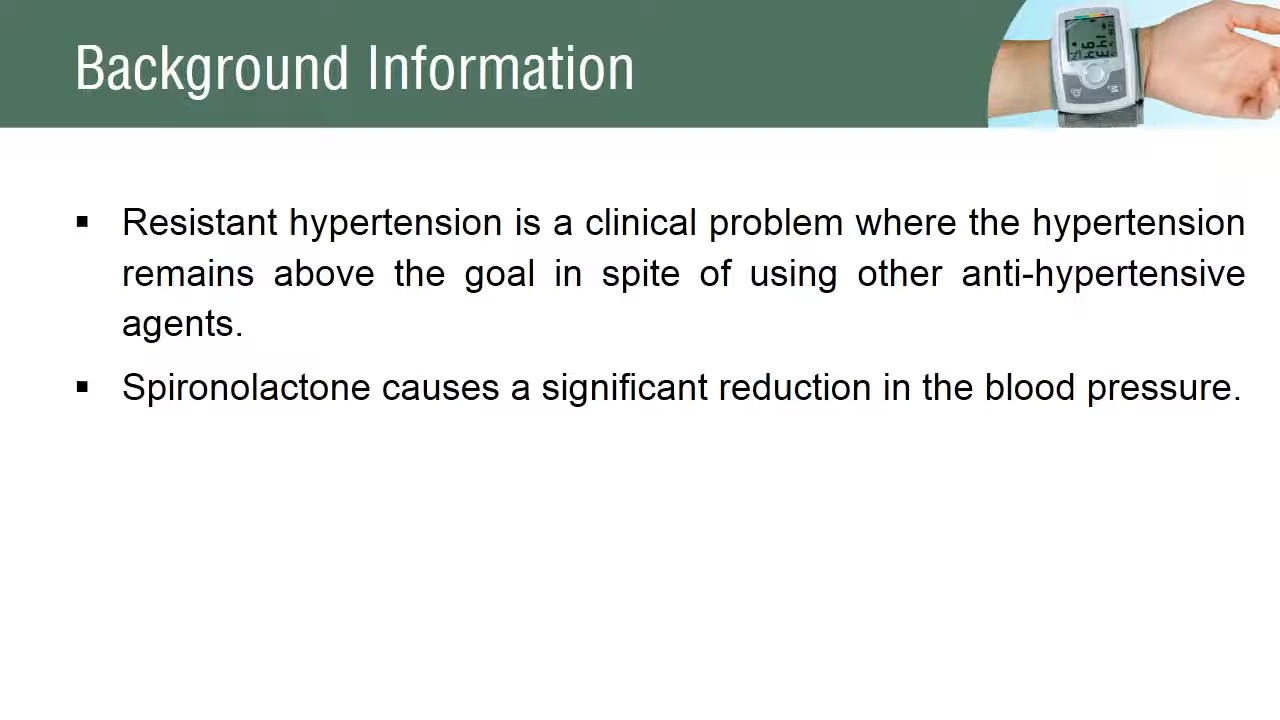 Background Information
▪ Resistant hypertension is a clinical problem where the hypertension
remains above the goal in spite of using other anti-hypertensive
agents.
▪ Spironolactone causes a significant reduction in the blood pressure.